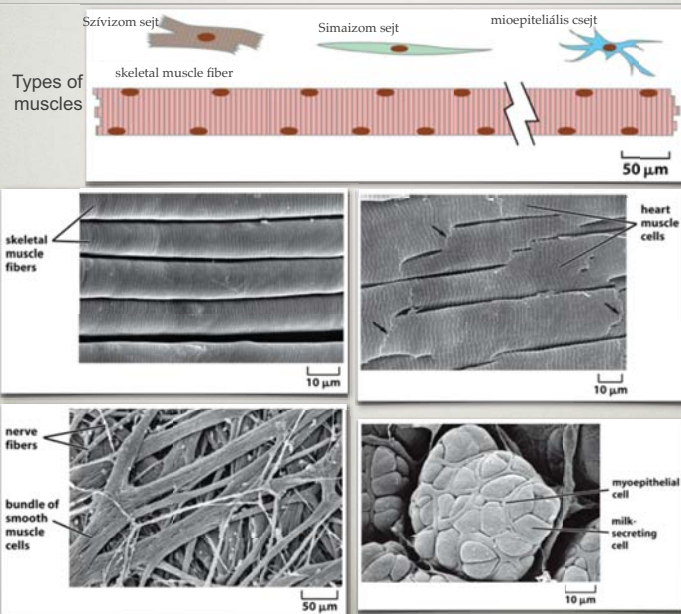 Szívizom sejt
Simaizom sejt
mioepiteliális csejt
Types of
muscles
skeletal muscle fiber
50 μm
skeletal
muscle
fibers
10 μm
heart
muscle
cells
10 μm
nerve
fibers
bundle of
smooth
muscle
cells
50 μm
myoepithelial
cell
milk-
secreting
cell
10 μm